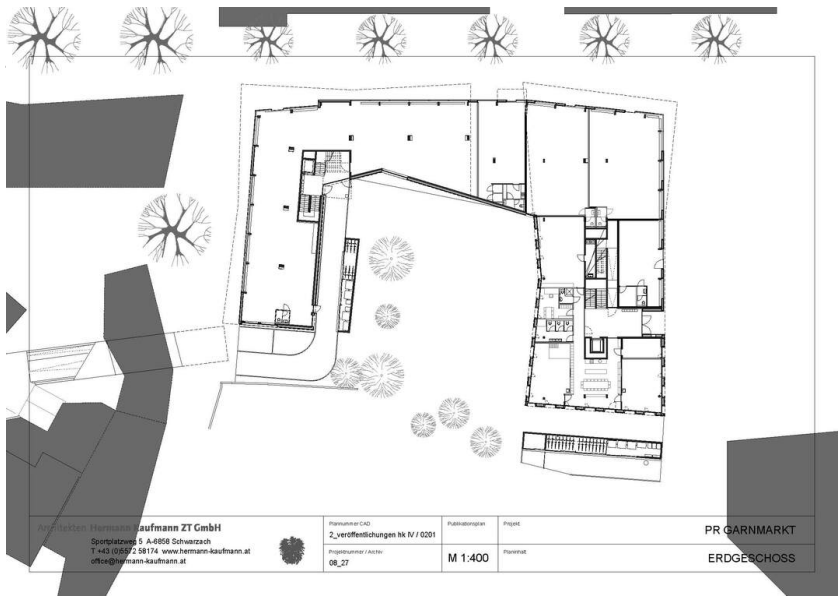 Architekten Hermann Kaufmann ZT GmbH
Sportplatzweg 5 A-6858 Schwarzach
T +43 (0)5572 58174 www.hermann-kaufmann.at
office@hermann-kaufmann.at
Plannummer CAD
2_veröffentlichungen hk IV / 0201
Projektnummer / Archiv
08_27
Publikationsplan
M 1:400
Projekt
PR GARNMARKT
Planinhalt
ERDGESCHOSS